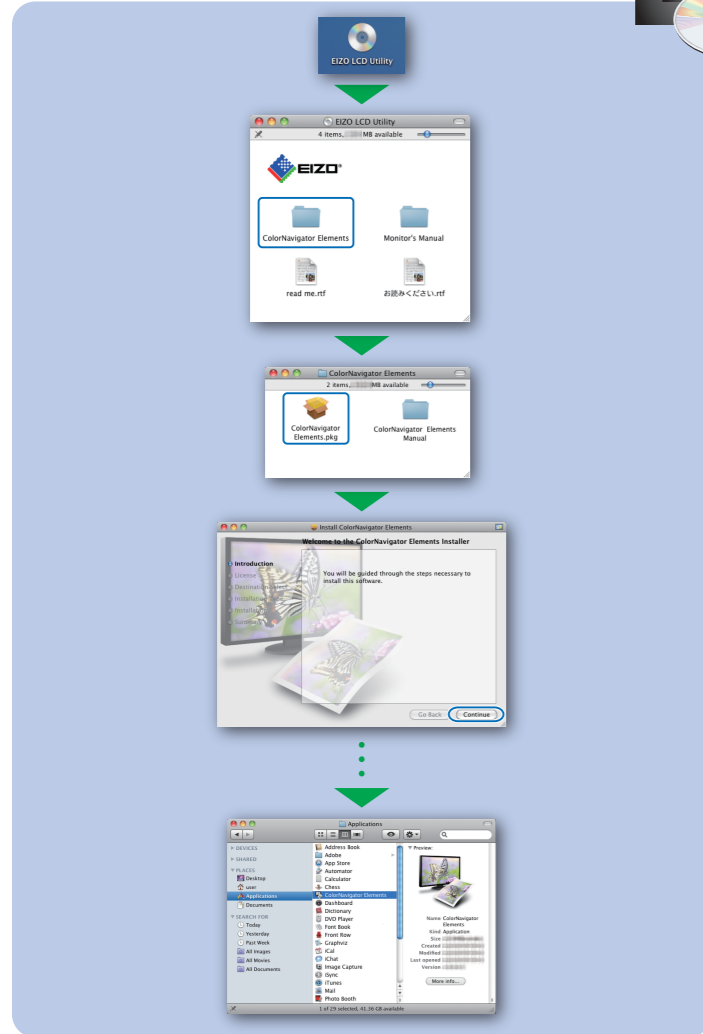 EIZO LCD Utility
EIZO LCD Utility
4 items, MB available
EIZO®
ColorNavigator Elements
Monitor's Manual
read me.rtf
お読みください.rtf
ColorNavigator Elements
2 items, MB available
ColorNavigator
Elements.pkg
ColorNavigator Elements
Manual
Install ColorNavigator Elements
Welcome to the ColorNavigator Elements Installer
Introduction
License
Destination Select
Installation
Installation
Summary
You will be guided through the steps necessary to
install this software.
Go Back
Continue
Applications
DEVICES
SHARED
PLACES
Desktop
user
Applications
Documents
SEARCH FOR
Today
Yesterday
Past Week
All Images
All Movies
All Documents
Address Book
Adobe
App Store
Automator
Calculator
Chess
ColorNavigator Elements
Dashboard
Dictionary
DVD Player
Font Book
Front Row
Graphviz
iCal
iChat
Image Capture
iSync
iTunes
Mail
Photo Booth
Preview:
Name ColorNavigator
Elements
Kind Application
Size
Created
Modified
Last opened
Version
More info...
1 of 29 selected, 41.36 GB available